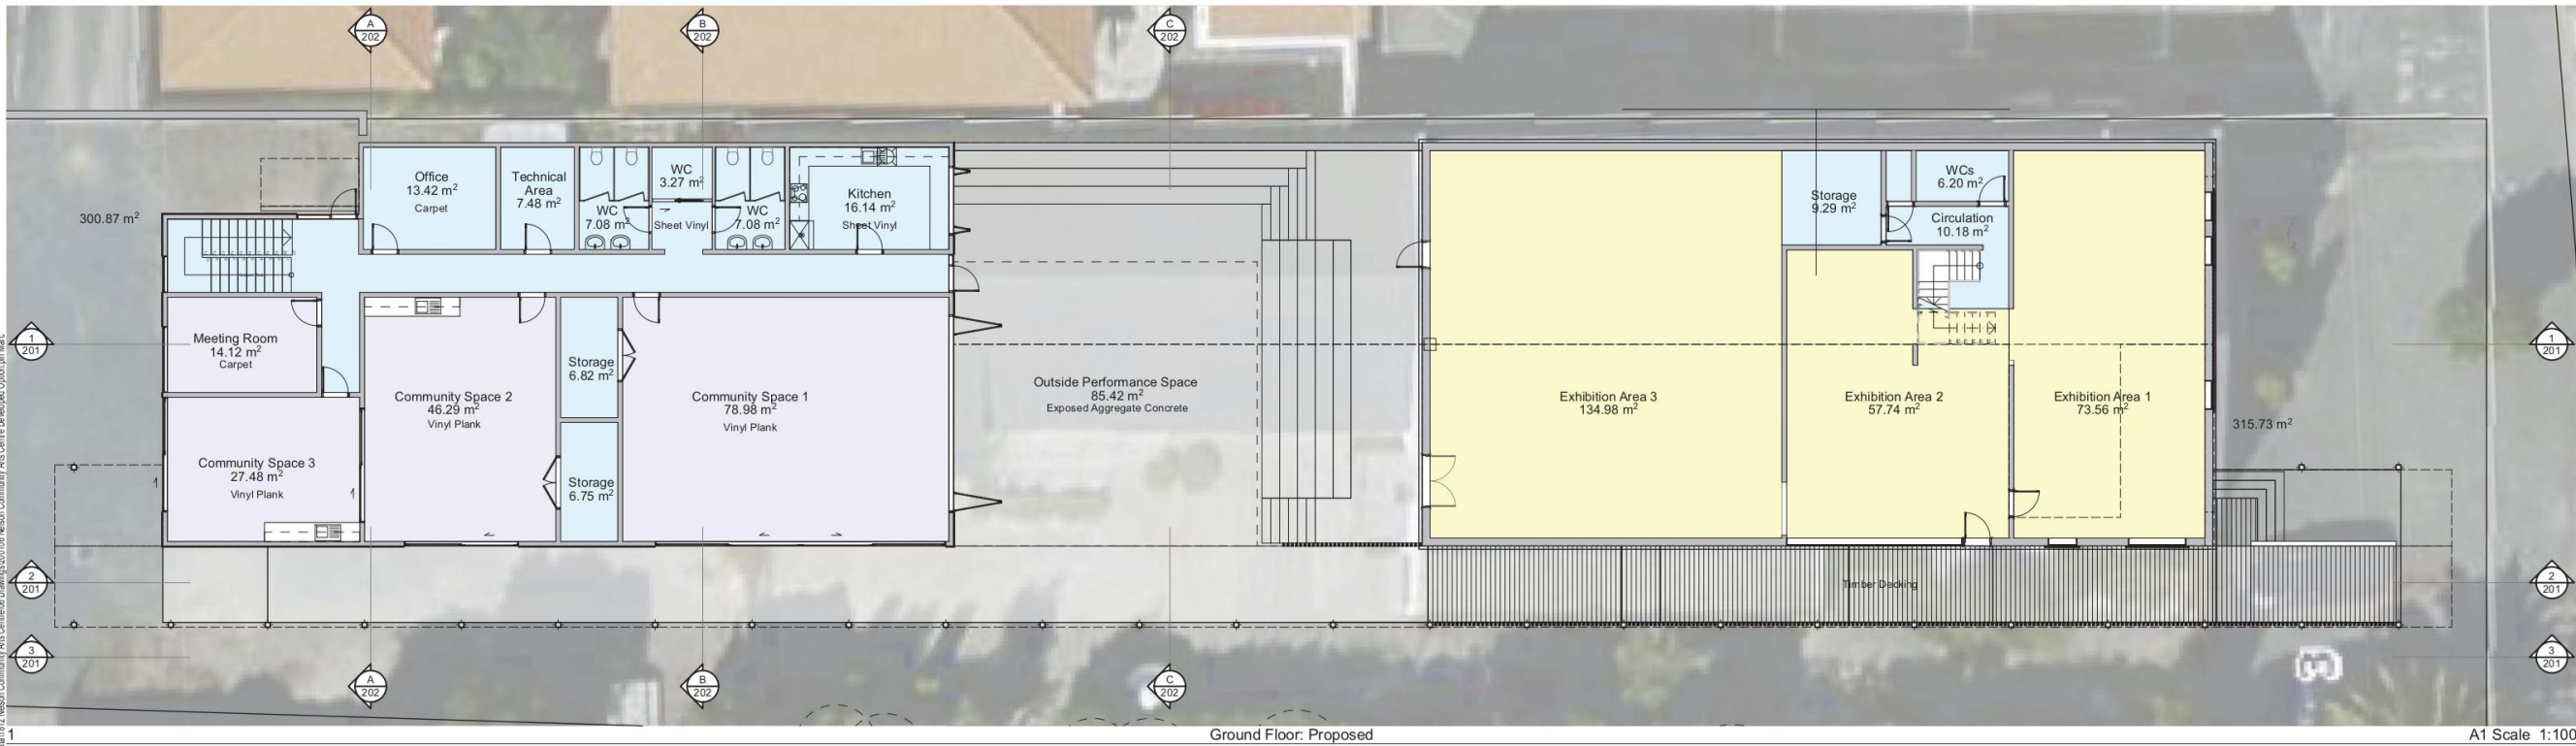 A
202
B
202
C
202
Office
13.42 m²
Carpet
Technical
Area
7.48 m²
WC
7.08 m²
WC
3.27 m²
Sheet Vinyl
WC
7.08 m²
Kitchen
16.14 m²
Sheet Vinyl
300.87 m²
Storage
9.29 m²
WCs
6.20 m²
Circulation
10.18 m²
1
201
Meeting Room
14.12 m²
Carpet
Community Space 2
46.29 m²
Vinyl Plank
Storage
6.82 m²
Community Space 1
78.98 m²
Vinyl Plank
Outside Performance Space
85.42 m²
Exposed Aggregate Concrete
Exhibition Area 3
134.98 m²
Exhibition Area 2
57.74 m²
Exhibition Area 1
73.56 m²
315.73 m²
1
201
Community Space 3
27.48 m²
Vinyl Plank
Storage
6.75 m²
2
201
Timber Decking
2
201
3
201
A
202
B
202
C
202
3
201
1
Ground Floor: Proposed
A1 Scale 1:100